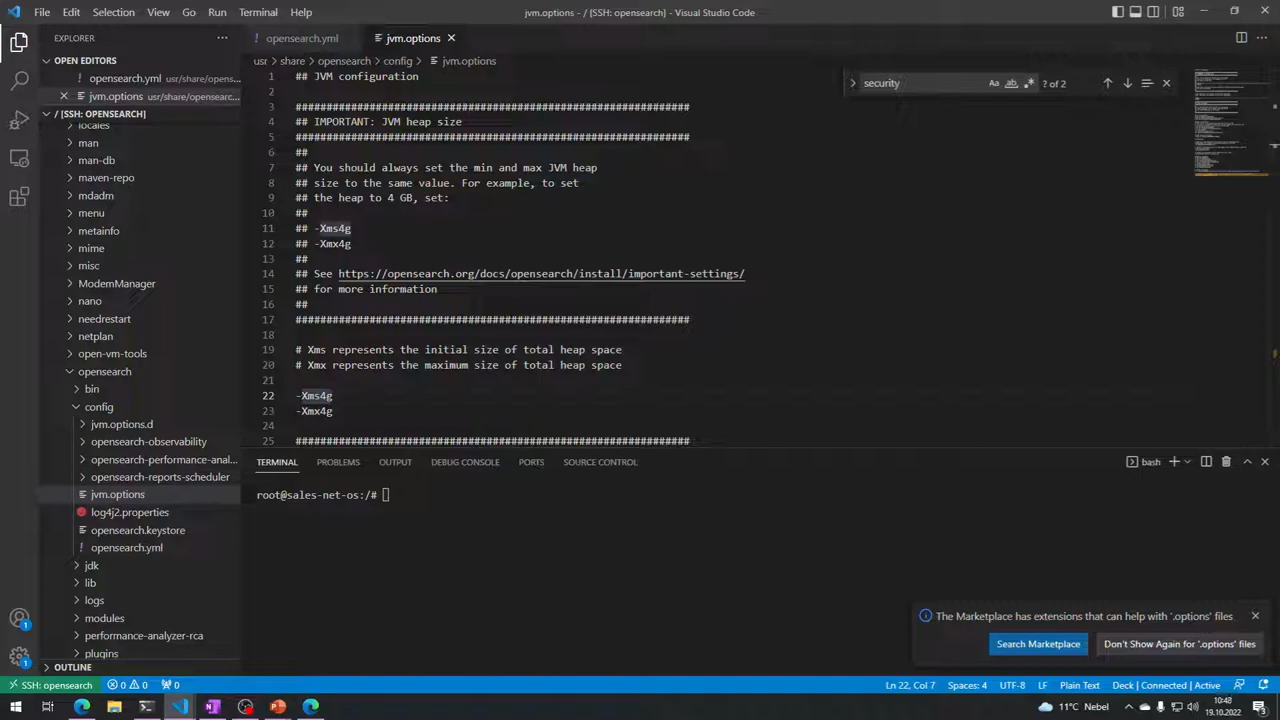 File Edit Selection View Go Run Terminal Help
jvm.options - / [SSH: opensearch] - Visual Studio Code
EXPLORER
! opensearch.yml
jvm.options
OPEN EDITORS
! opensearch.yml usr/share/opens...
jvm.options usr/share/opensearc...
/ [SSH: OPENSEARCH]
locales
man
man-db
maven-repo
mdadm
menu
metainfo
mime
misc
ModemManager
nano
needrestart
netplan
open-vm-tools
opensearch
bin
config
jvm.options.d
opensearch-observability
opensearch-performance-anal...
opensearch-reports-scheduler
jvm.options
log4j2.properties
opensearch.keystore
! opensearch.yml
jdk
lib
logs
modules
performance-analyzer-rca
plugins
OUTLINE
usr > share > opensearch > config > jvm.options
security
Aa ab .* ? of 2
1 ## JVM configuration
2
3 ################################################################
4 ## IMPORTANT: JVM heap size
5 ################################################################
6 ##
7 ## You should always set the min and max JVM heap
8 ## size to the same value. For example, to set
9 ## the heap to 4 GB, set:
10 ##
11 ## -Xms4g
12 ## -Xmx4g
13 ##
14 ## See https://opensearch.org/docs/opensearch/install/important-settings/
15 ## for more information
16 ##
17 ################################################################
18
19 # Xms represents the initial size of total heap space
20 # Xmx represents the maximum size of total heap space
21
22 -Xms4g
23 -Xmx4g
24
25 ################################################################
TERMINAL PROBLEMS OUTPUT DEBUG CONSOLE PORTS SOURCE CONTROL
bash
root@sales-net-os:/#
The Marketplace has extensions that can help with '.options' files
Search Marketplace
Don't Show Again for '.options' files
1
1
SSH: opensearch 0 0 0
Ln 22, Col 7 Spaces: 4 UTF-8 LF Plain Text Deck | Connected | Active
11°C Nebel
10:48
19.10.2022
3